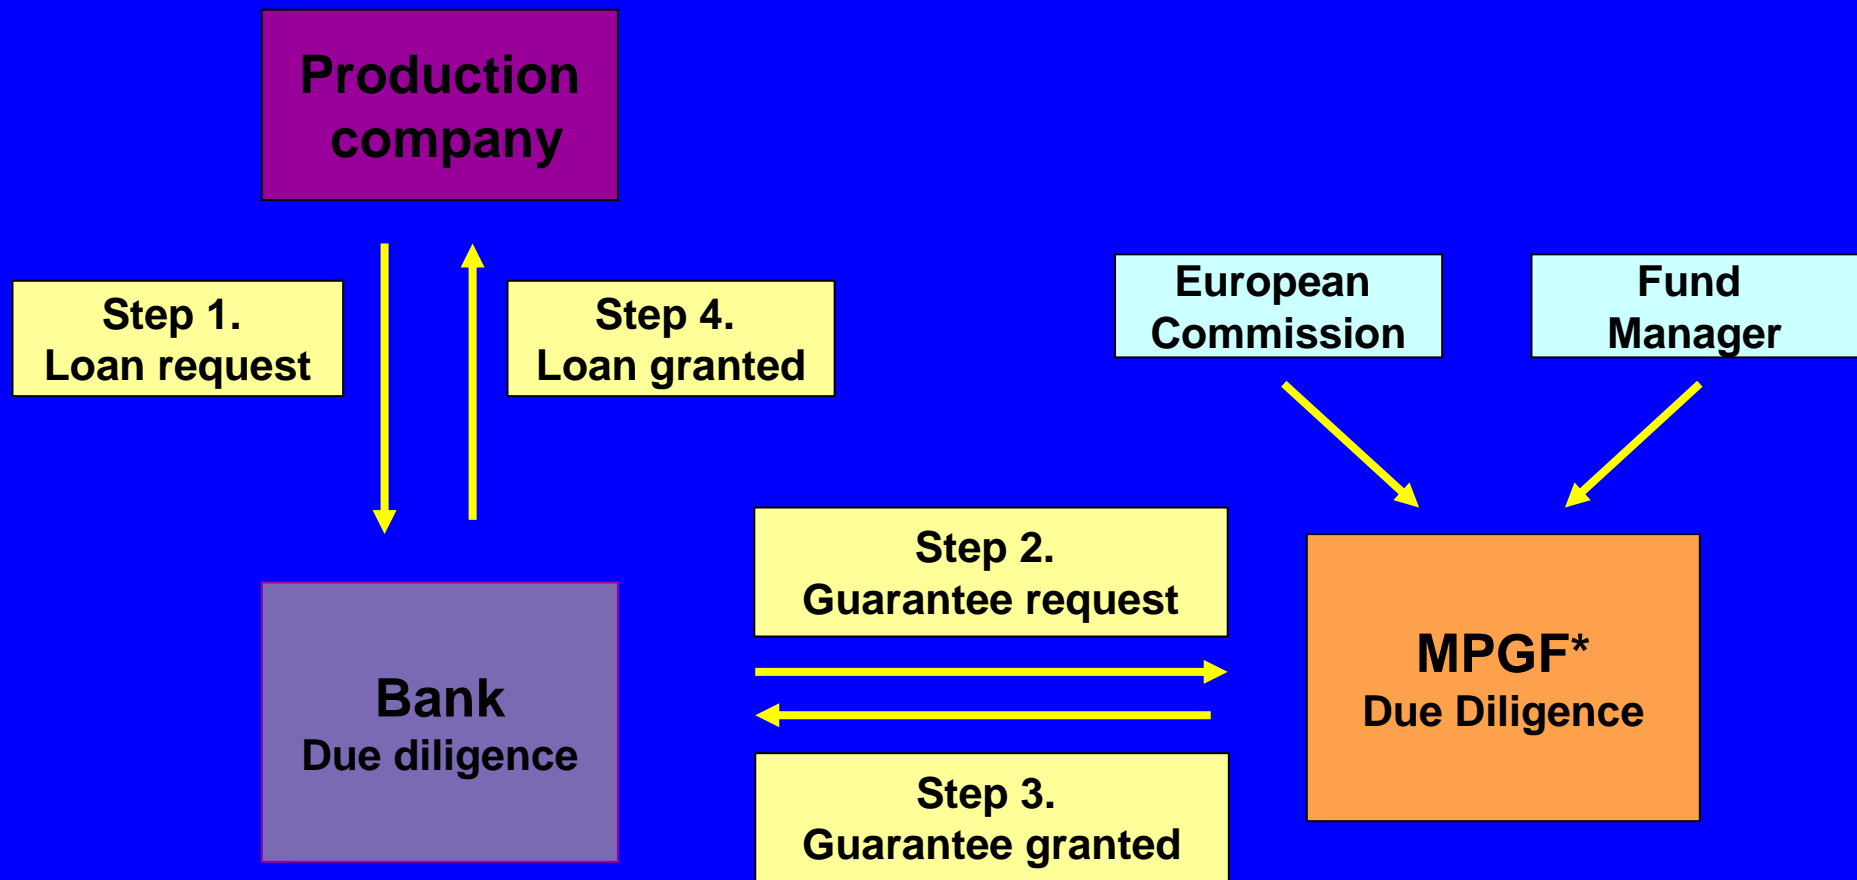 Production
company
Step 1.
Loan request
Step 4.
Loan granted
European
Commission
Fund
Manager
Step 2.
Guarantee request
Bank
Due diligence
MPGF*
Due Diligence
Step 3.
Guarantee granted